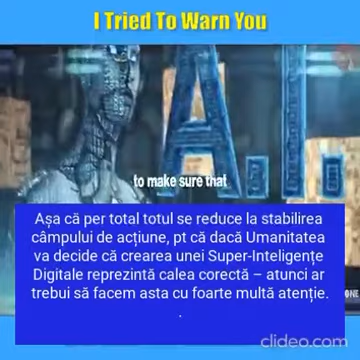 I Tried To Warn You
A.I.
to make sure that
Așa că per total totul se reduce la stabilirea
câmpului de acțiune, pt că dacă Umanitatea
va decide că crearea unei Super-Inteligențe
Digitale reprezintă calea corectă – atunci ar
trebui să facem asta cu foarte multă atenție.
.
clideo.com